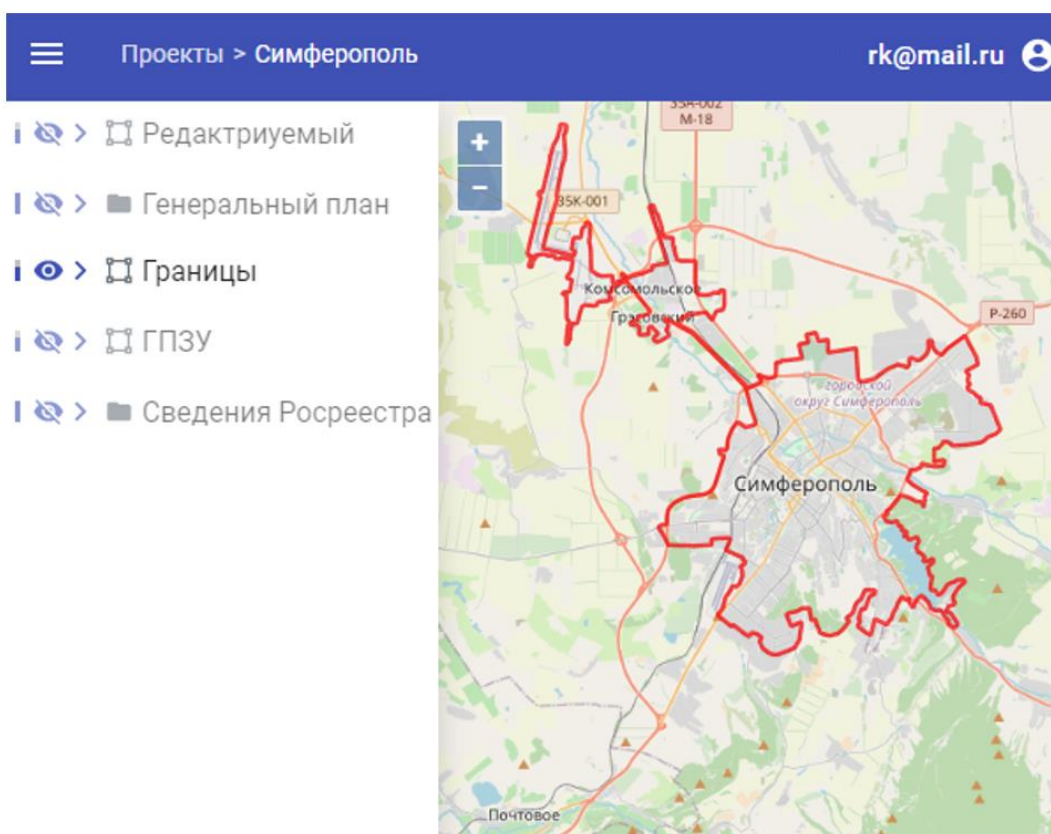 Проекты > Симферополь
rk@mail.ru
Редактриуемый
Генеральный план
Границы
ГПЗУ
Сведения Росреестра
+
−
35А-002
М-18
35К-001
Комсомольское
Грэсовский
Р-260
городской
округ Симферополь
Симферополь
Почтовое